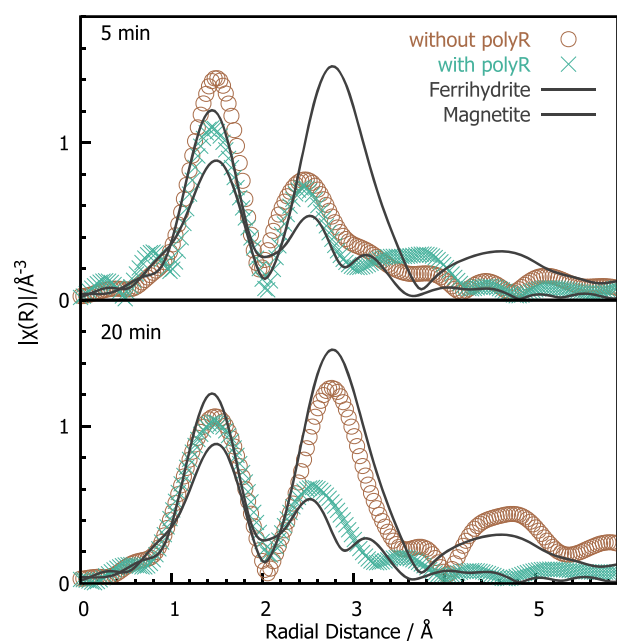 5 min
without polyR
with polyR
Ferrihydrite
Magnetite
1
0
|χ(R)|/Å⁻³
20 min
1
0
0 1 2 3 4 5
Radial Distance / Å